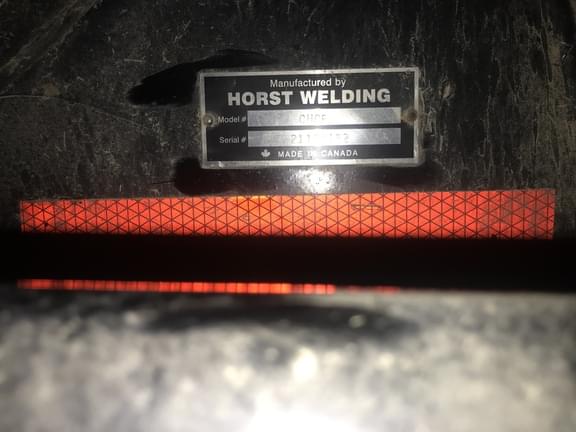 Manufactured by
HORST WELDING
Model #
Serial #
MADE IN CANADA